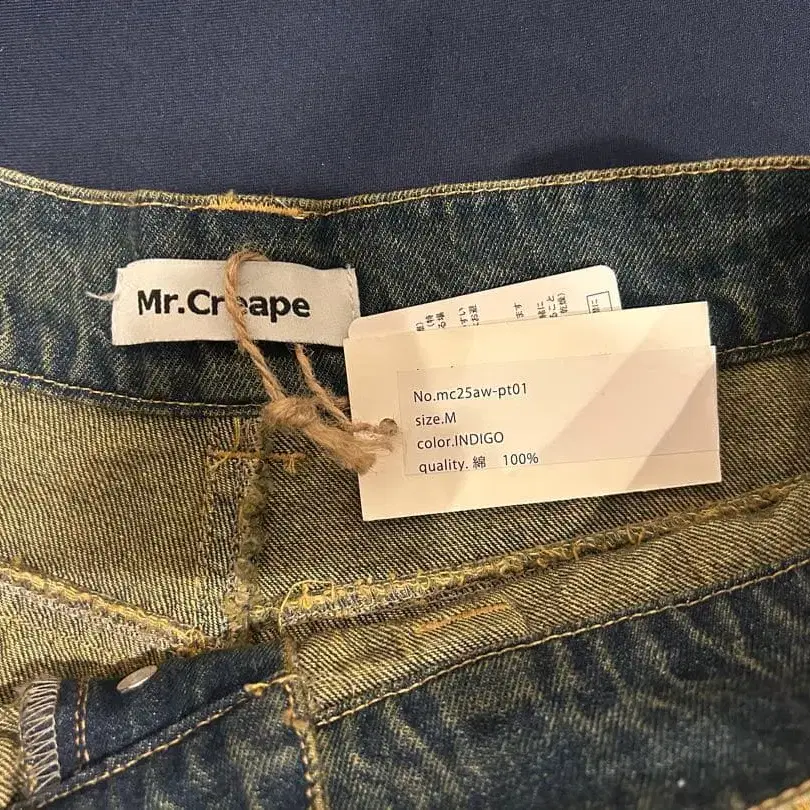 Mr.Creape
No.mc25aw-pt01
size.M
color.INDIGO
quality. 綿 100%